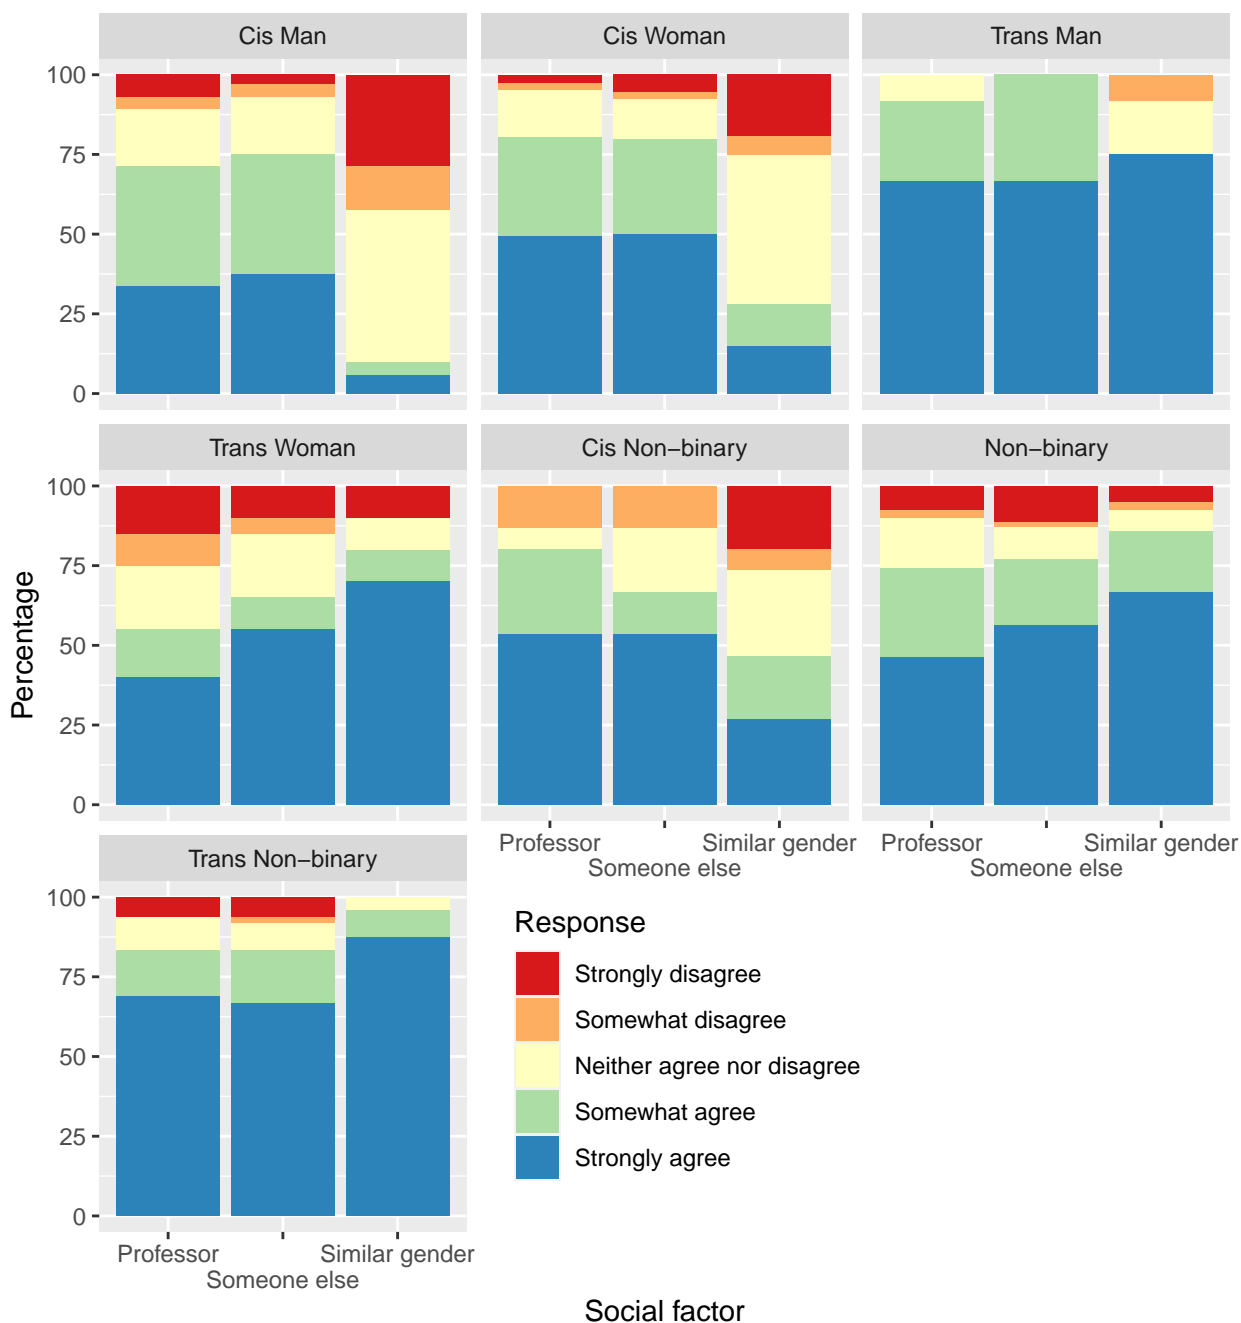 Cis Man
Cis Woman
Trans Man
100
75
50
25
0
Trans Woman
Cis Non−binary
Non−binary
100
75
50
25
0
Percentage
Professor
Someone else
Similar gender
Professor
Someone else
Similar gender
Trans Non−binary
100
75
50
25
0
Professor
Someone else
Similar gender
Response
Strongly disagree
Somewhat disagree
Neither agree nor disagree
Somewhat agree
Strongly agree
Social factor